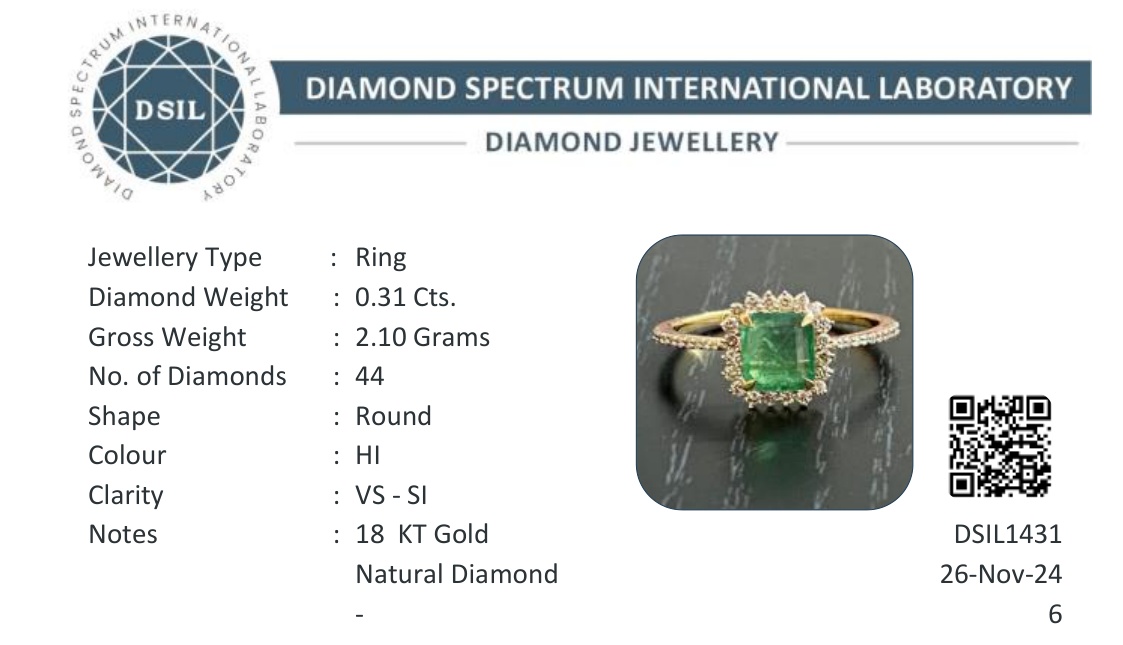 DIAMOND SPECTRUM INTERNATIONAL LABORATORY
DSIL
DIAMOND SPECTRUM INTERNATIONAL LABORATORY
DIAMOND JEWELLERY
Jewellery Type : Ring
Diamond Weight : 0.31 Cts.
Gross Weight : 2.10 Grams
No. of Diamonds : 44
Shape : Round
Colour : HI
Clarity : VS - SI
Notes : 18 KT Gold
Natural Diamond
-
DSIL1431
26-Nov-24
6